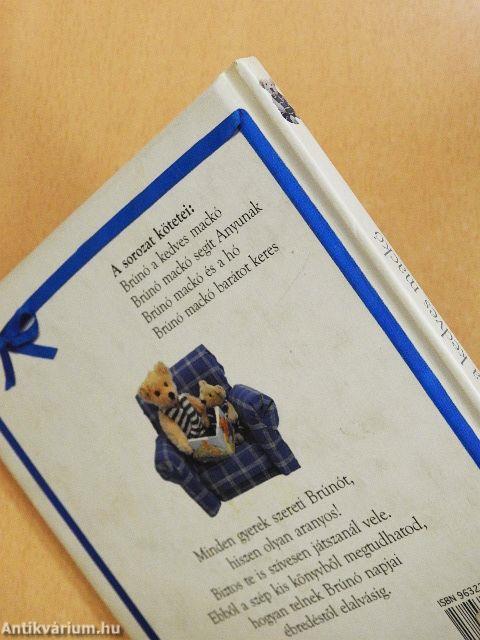 A sorozat kötetei:
Brúnó a kedves mackó
Brúnó mackó segít Anyunak
Brúnó mackó és a hó
Brúnó mackó barátot keres
a kedves mackó
Minden gyerek szereti Brúnót,
hiszen olyan aranyos!
Biztos te is szívesen játszanál vele.
Ebből a szép kis könyvből megtudhatod,
hogyan telnek Brúnó napjai
ébredéstől elalvásig.
ISBN 9632
Antikvárium.hu